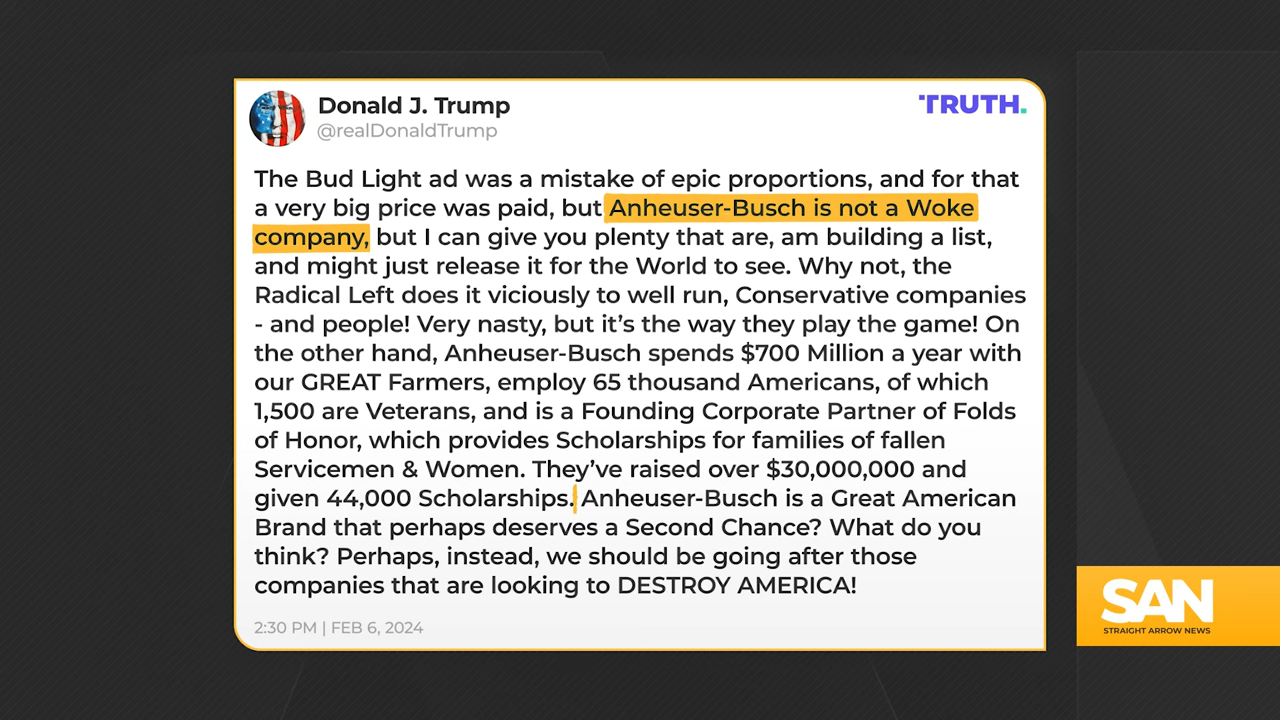 Donald J. Trump
@realDonaldTrump
TRUTH.
The Bud Light ad was a mistake of epic proportions, and for that
a very big price was paid, but Anheuser-Busch is not a Woke
company, but I can give you plenty that are, am building a list,
and might just release it for the World to see. Why not, the
Radical Left does it viciously to well run, Conservative companies
- and people! Very nasty, but it’s the way they play the game! On
the other hand, Anheuser-Busch spends $700 Million a year with
our GREAT Farmers, employ 65 thousand Americans, of which
1,500 are Veterans, and is a Founding Corporate Partner of Folds
of Honor, which provides Scholarships for families of fallen
Servicemen & Women. They’ve raised over $30,000,000 and
given 44,000 Scholarships. Anheuser-Busch is a Great American
Brand that perhaps deserves a Second Chance? What do you
think? Perhaps, instead, we should be going after those
companies that are looking to DESTROY AMERICA!
2:30 PM | FEB 6, 2024
SAN
STRAIGHT ARROW NEWS